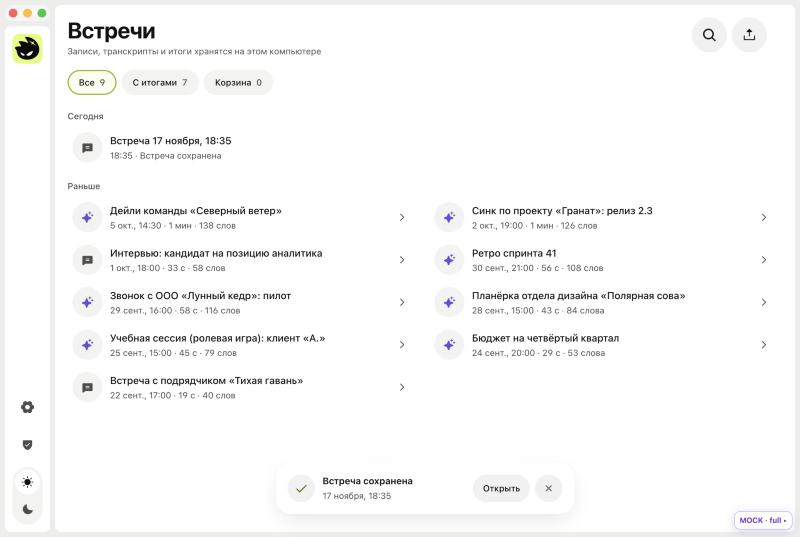 Встречи
Записи, транскрипты и итоги хранятся на этом компьютере
Все 9
С итогами 7
Корзина 0
Сегодня
Встреча 17 ноября, 18:35
18:35 · Встреча сохранена
Раньше
Дейли команды «Северный ветер»
5 окт., 14:30 · 1 мин · 138 слов
Синк по проекту «Гранат»: релиз 2.3
2 окт., 19:00 · 1 мин · 126 слов
Интервью: кандидат на позицию аналитика
1 окт., 18:00 · 33 с · 58 слов
Ретро спринта 41
30 сент., 21:00 · 56 с · 108 слов
Звонок с ООО «Лунный кедр»: пилот
29 сент., 16:00 · 58 с · 116 слов
Планёрка отдела дизайна «Полярная сова»
28 сент., 15:00 · 43 с · 84 слова
Учебная сессия (ролевая игра): клиент «А.»
25 сент., 15:00 · 45 с · 79 слов
Бюджет на четвёртый квартал
24 сент., 20:00 · 29 с · 53 слова
Встреча с подрядчиком «Тихая гавань»
22 сент., 17:00 · 19 с · 40 слов
Встреча сохранена
17 ноября, 18:35
Открыть
MOCK · full